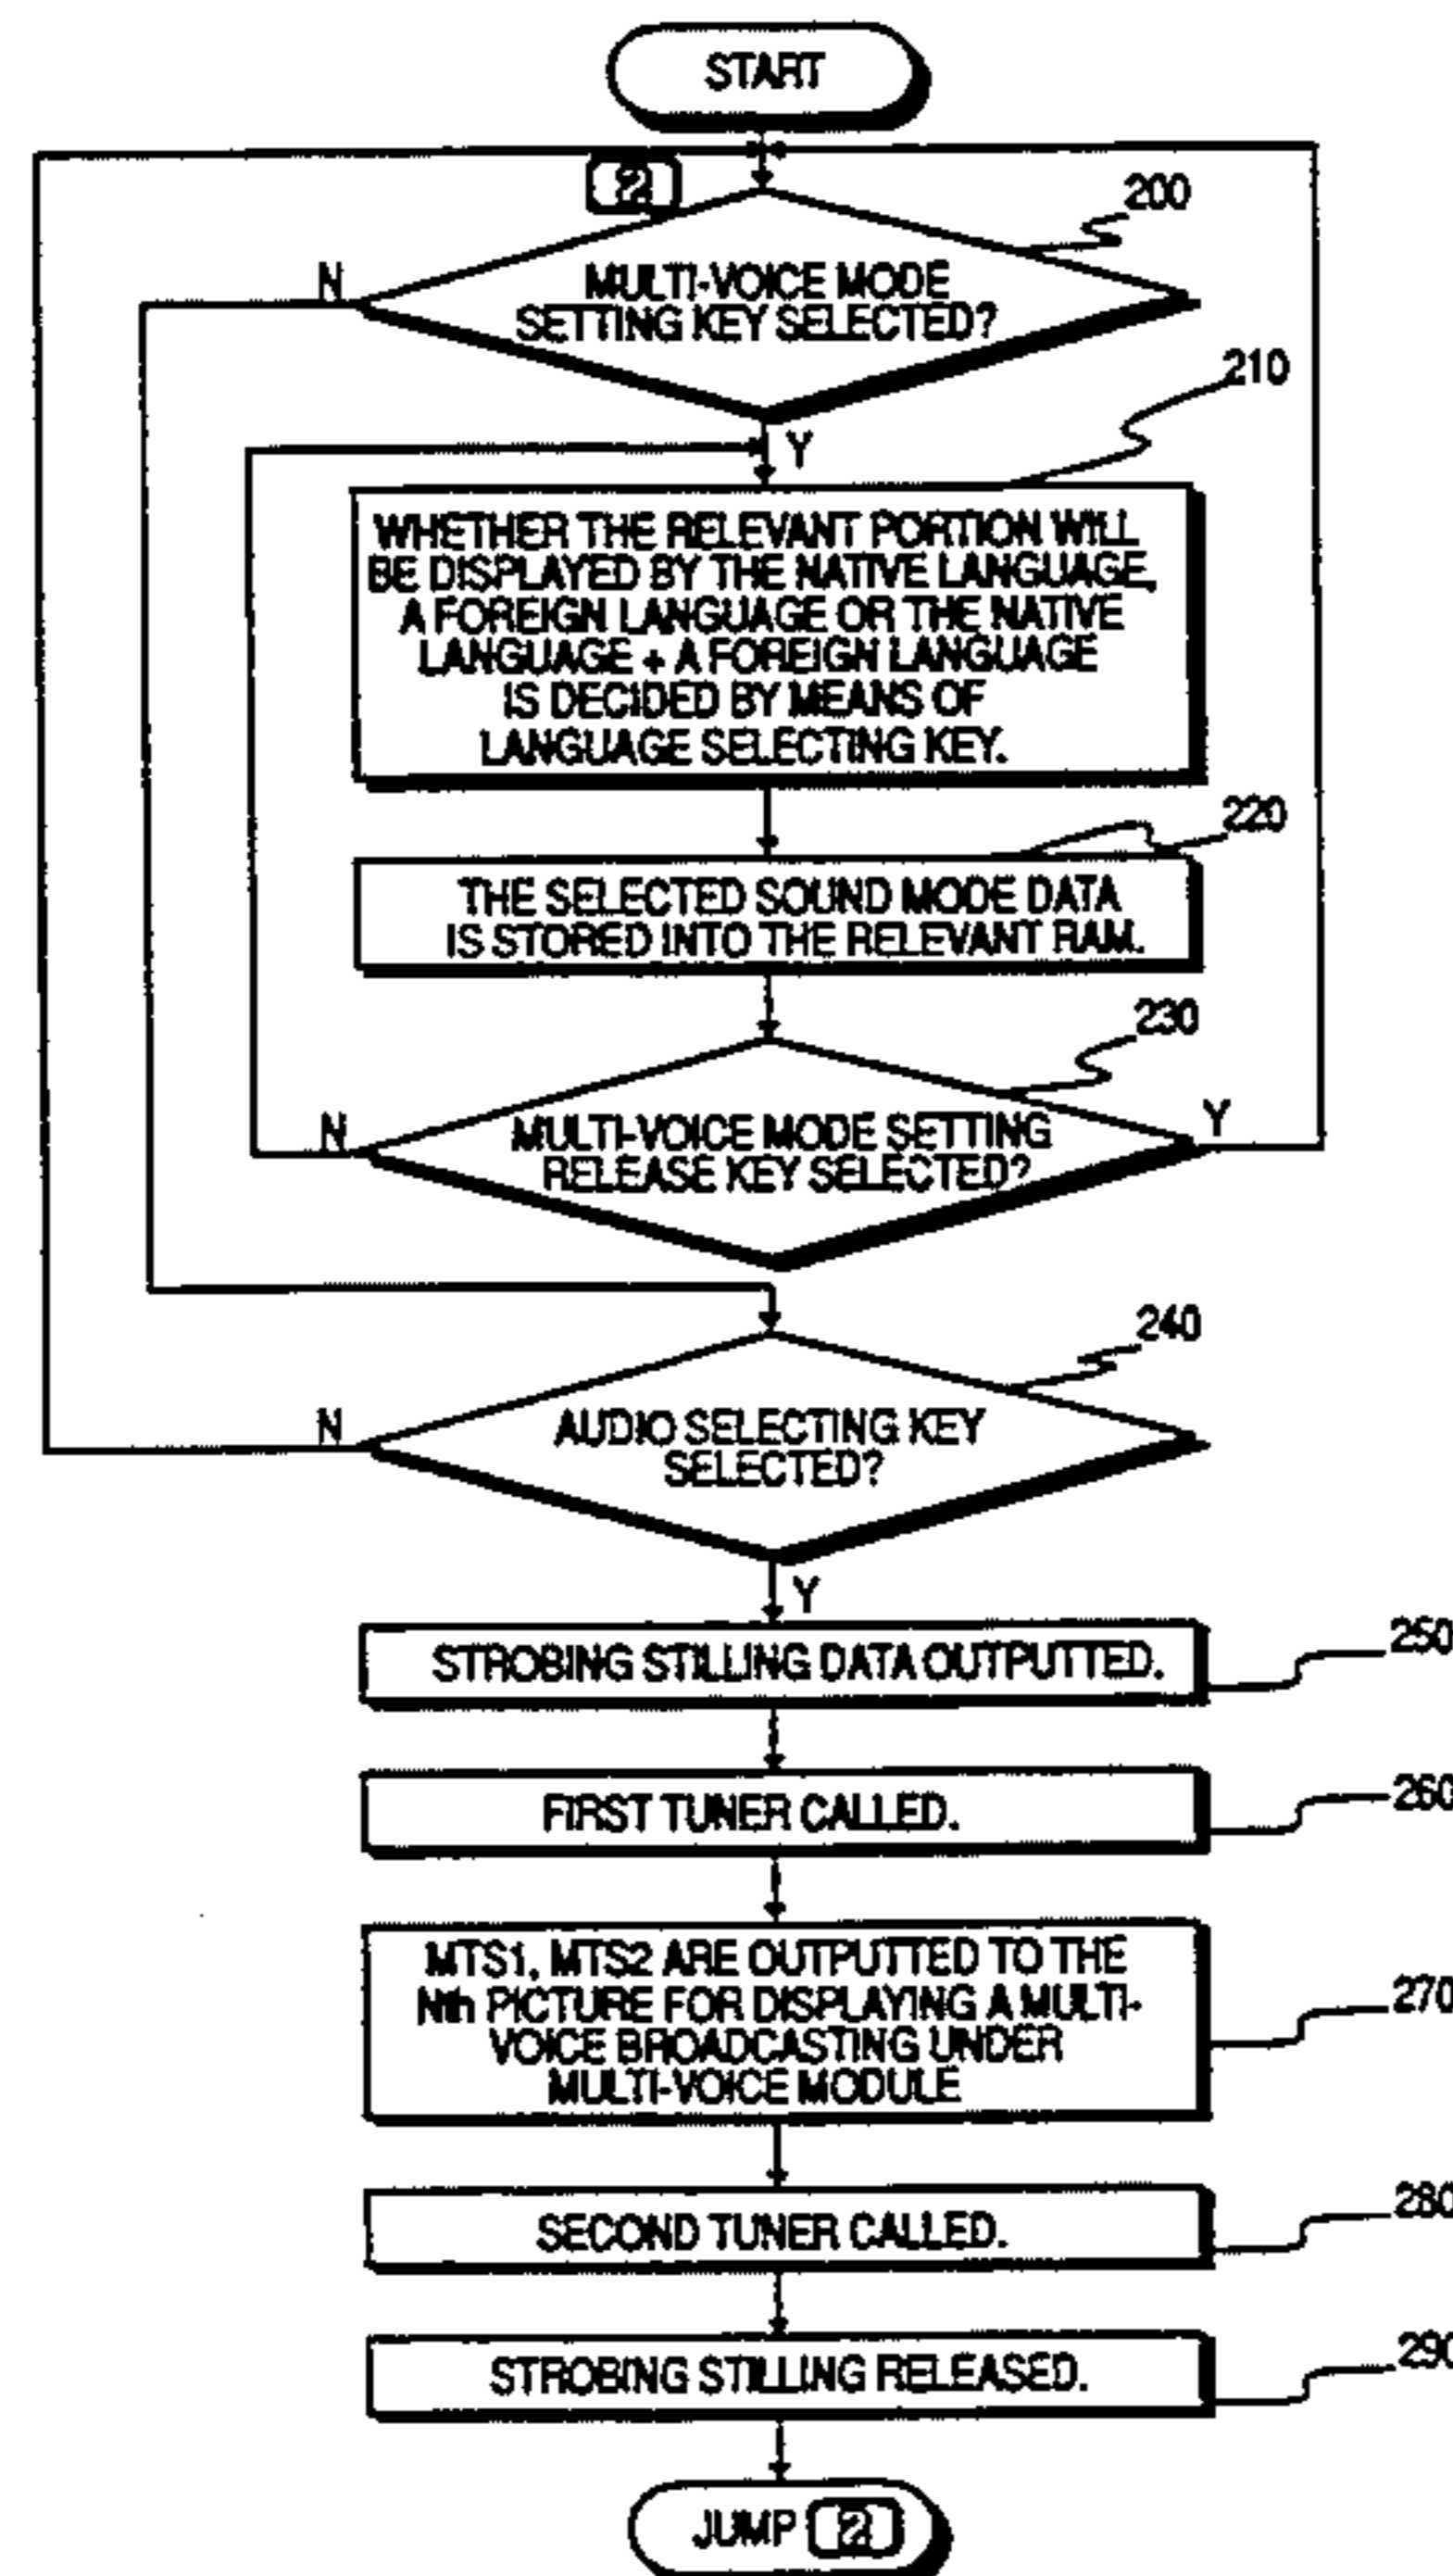 START
2
200
N
MULTI-VOICE MODE
SETTING KEY SELECTED?
210
Y
WHETHER THE RELEVANT PORTION WILL
BE DISPLAYED BY THE NATIVE LANGUAGE,
A FOREIGN LANGUAGE OR THE NATIVE
LANGUAGE + A FOREIGN LANGUAGE
IS DECIDED BY MEANS OF
LANGUAGE SELECTING KEY.
220
THE SELECTED SOUND MODE DATA
IS STORED INTO THE RELEVANT RAM.
230
N
MULTI-VOICE MODE SETTING
RELEASE KEY SELECTED?
Y
240
N
AUDIO SELECTING KEY
SELECTED?
Y
STROBING STILLING DATA OUTPUTTED.
250
FIRST TUNER CALLED.
260
MTS1, MTS2 ARE OUTPUTTED TO THE
Nth PICTURE FOR DISPLAYING A MULTI-
VOICE BROADCASTING UNDER
MULTI-VOICE MODULE
270
SECOND TUNER CALLED.
280
STROBING STILLING RELEASED.
290
JUMP 2